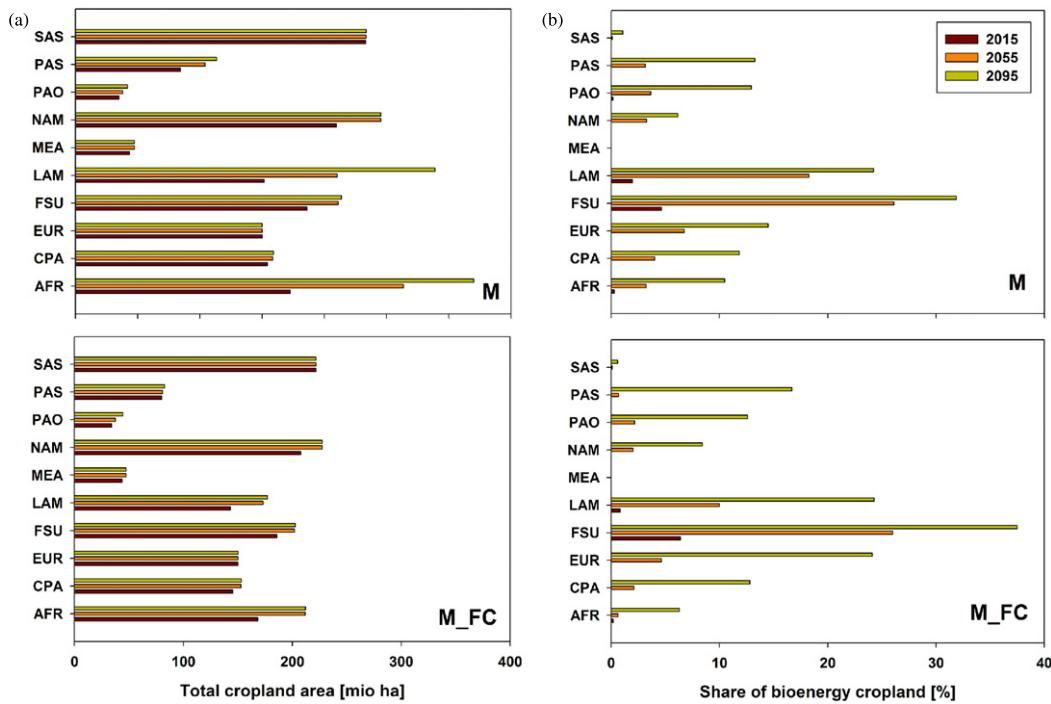 (a)
SAS
PAS
PAO
NAM
MEA
LAM
FSU
EUR
CPA
AFR
M
SAS
PAS
PAO
NAM
MEA
LAM
FSU
EUR
CPA
AFR
M_FC
0 100 200 300 400
Total cropland area [mio ha]
(b)
2015
2055
2095
SAS
PAS
PAO
NAM
MEA
LAM
FSU
EUR
CPA
AFR
M
SAS
PAS
PAO
NAM
MEA
LAM
FSU
EUR
CPA
AFR
M_FC
0 10 20 30 40
Share of bioenergy cropland [%]